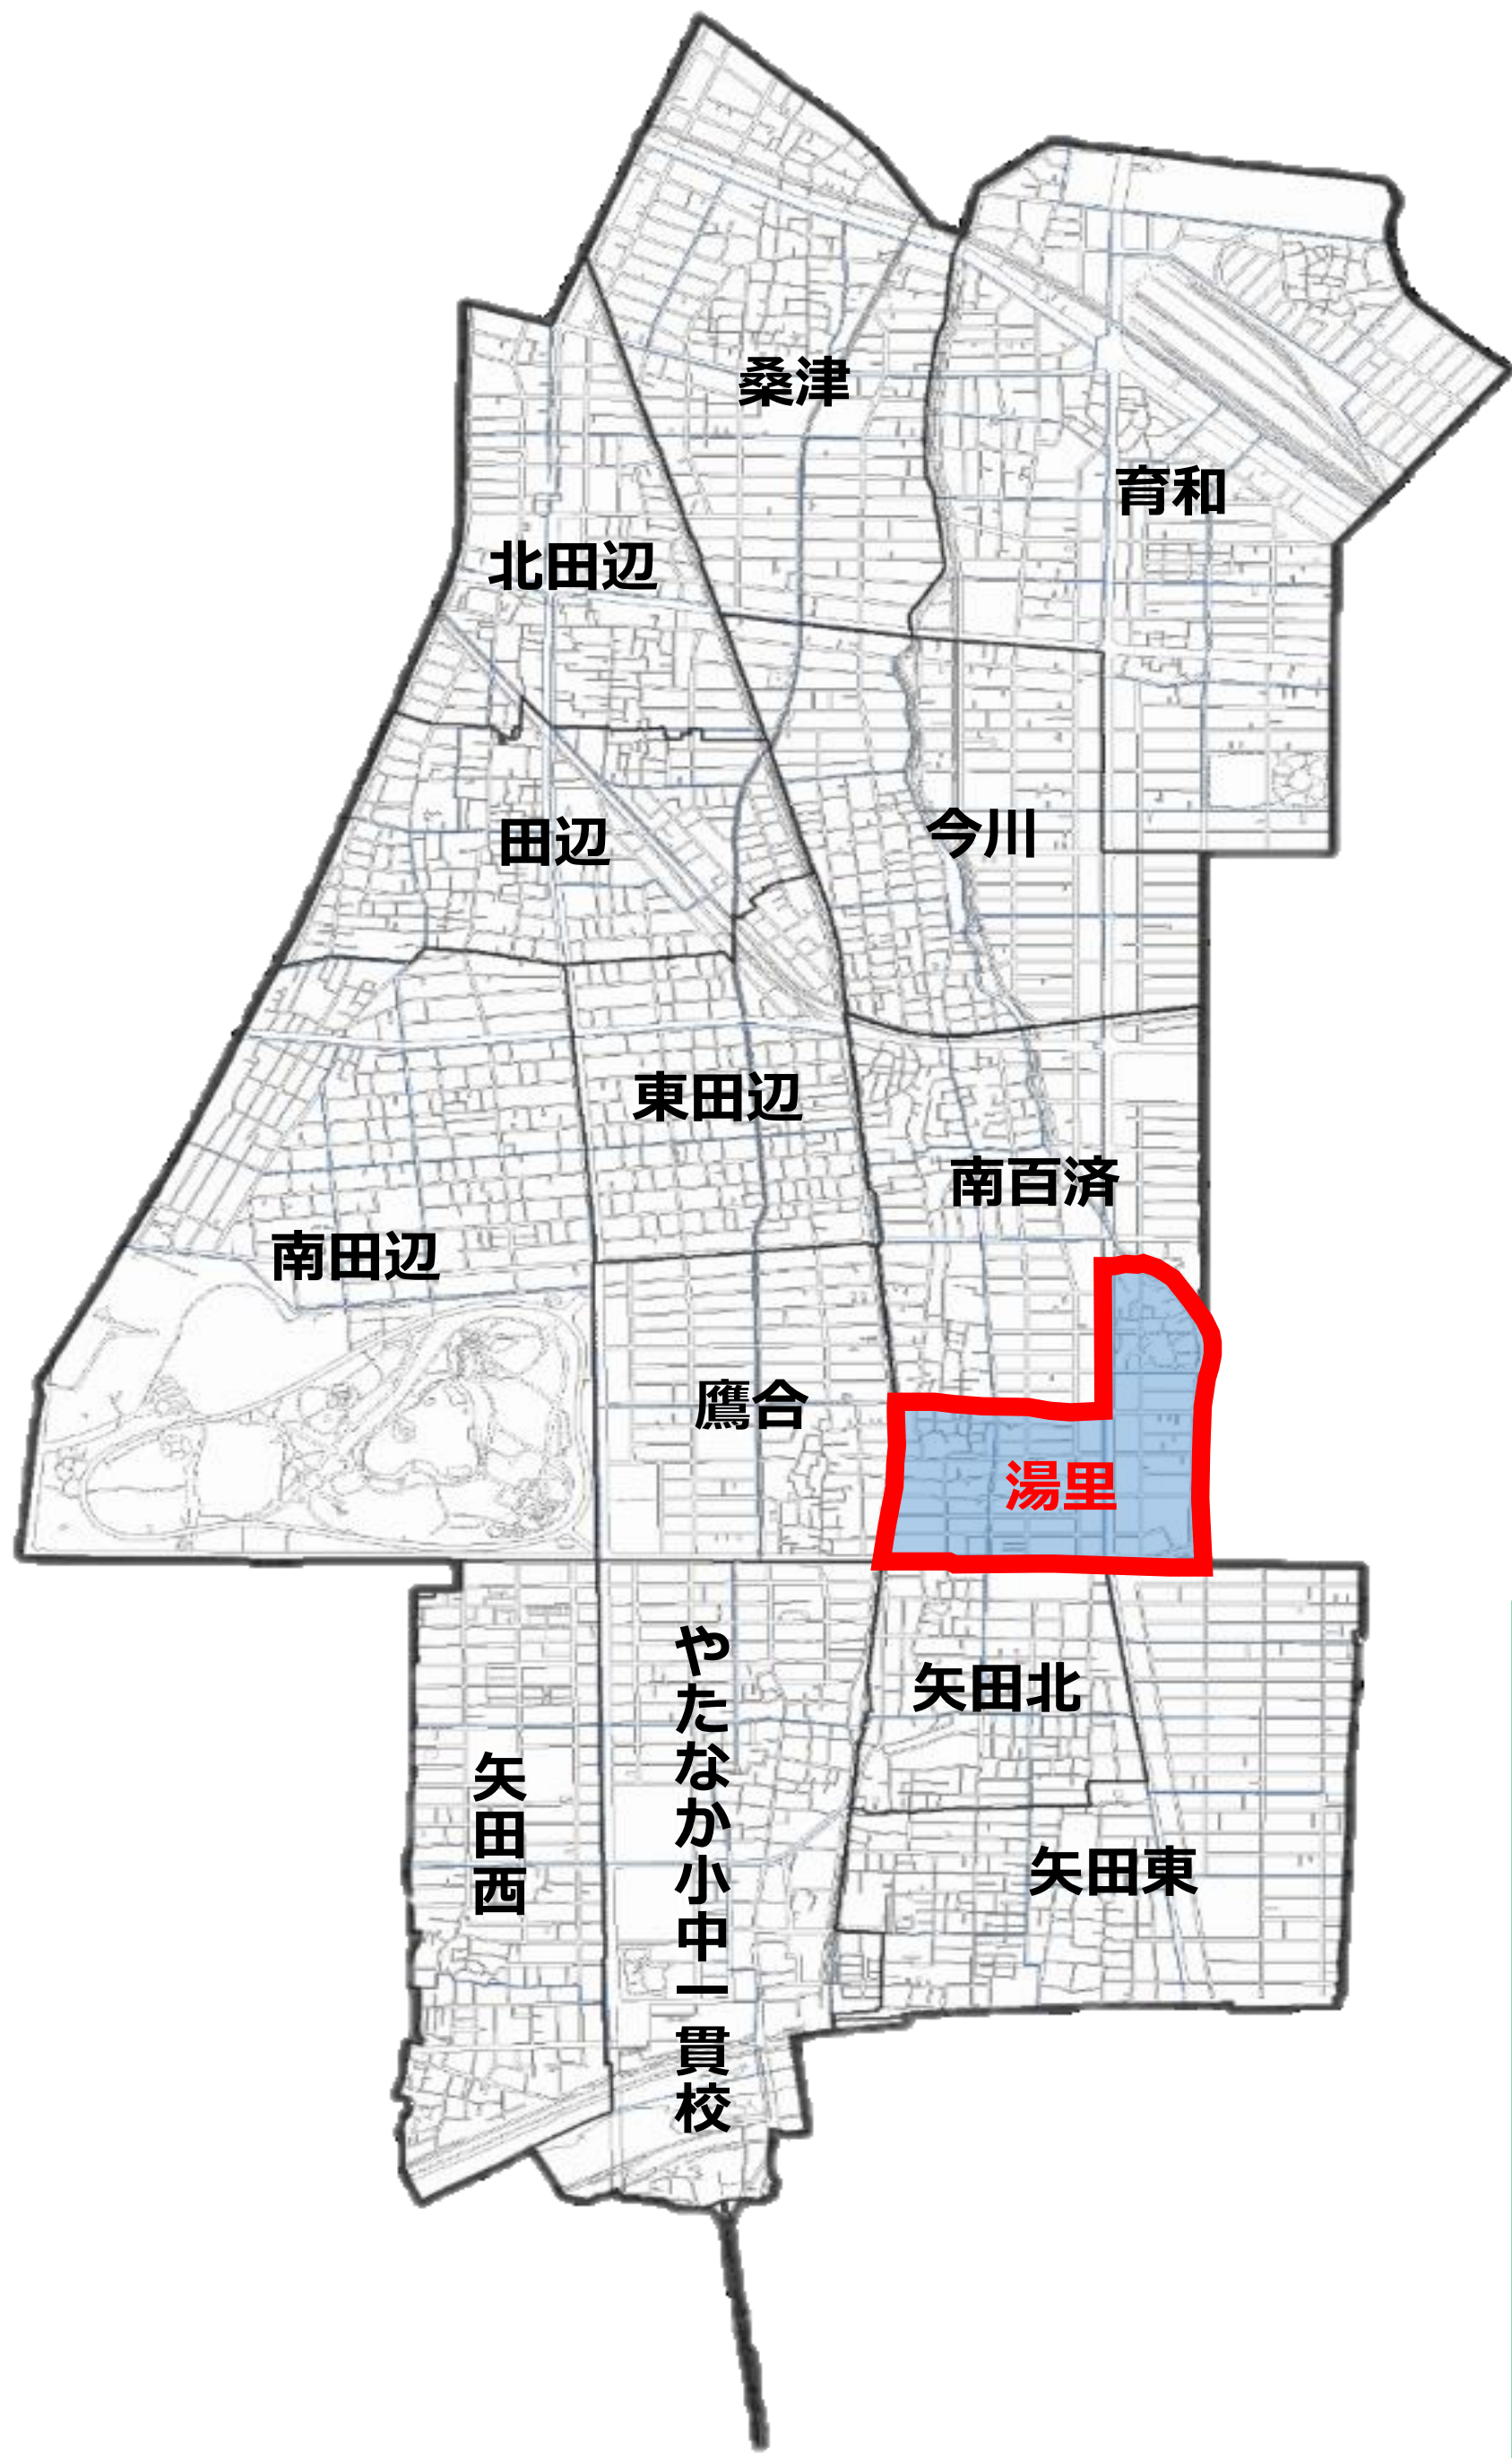 桑津
育和
北田辺
田辺
今川
東田辺
南百済
南田辺
鷹合
湯里
矢田北
やたなか小中一貫校
矢田西
矢田東